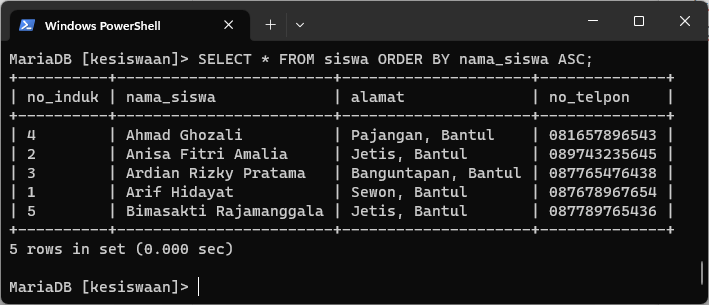 Windows PowerShell
MariaDB [kesiswaan]> SELECT * FROM siswa ORDER BY nama_siswa ASC;
+----------+----------------------+---------------------+--------------+
| no_induk | nama_siswa           | alamat              | no_telpon    |
+----------+----------------------+---------------------+--------------+
| 4        | Ahmad Ghozali        | Pajangan, Bantul    | 081657896543 |
| 2        | Anisa Fitri Amalia   | Jetis, Bantul       | 089743235645 |
| 3        | Ardian Rizky Pratama | Banguntapan, Bantul | 087765476438 |
| 1        | Arif Hidayat         | Sewon, Bantul       | 087678967654 |
| 5        | Bimasakti Rajamanggala | Jetis, Bantul       | 087789765436 |
+----------+----------------------+---------------------+--------------+
5 rows in set (0.000 sec)
MariaDB [kesiswaan]>